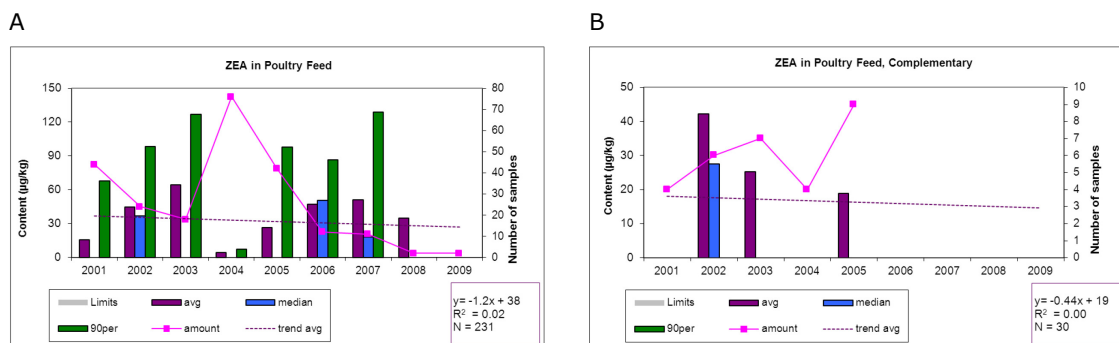 A
ZEA in Poultry Feed
150
120
90
60
30
0
Content (µg/kg)
80
70
60
50
40
30
20
10
0
Number of samples
2001 2002 2003 2004 2005 2006 2007 2008 2009
Limits avg median
90per amount trend avg
y= -1.2x + 38
R² = 0.02
N = 231
B
ZEA in Poultry Feed, Complementary
50
40
30
20
10
0
Content (µg/kg)
10
9
8
7
6
5
4
3
2
1
0
Number of samples
2001 2002 2003 2004 2005 2006 2007 2008 2009
Limits avg median
90per amount trend avg
y= -0.44x + 19
R² = 0.00
N = 30